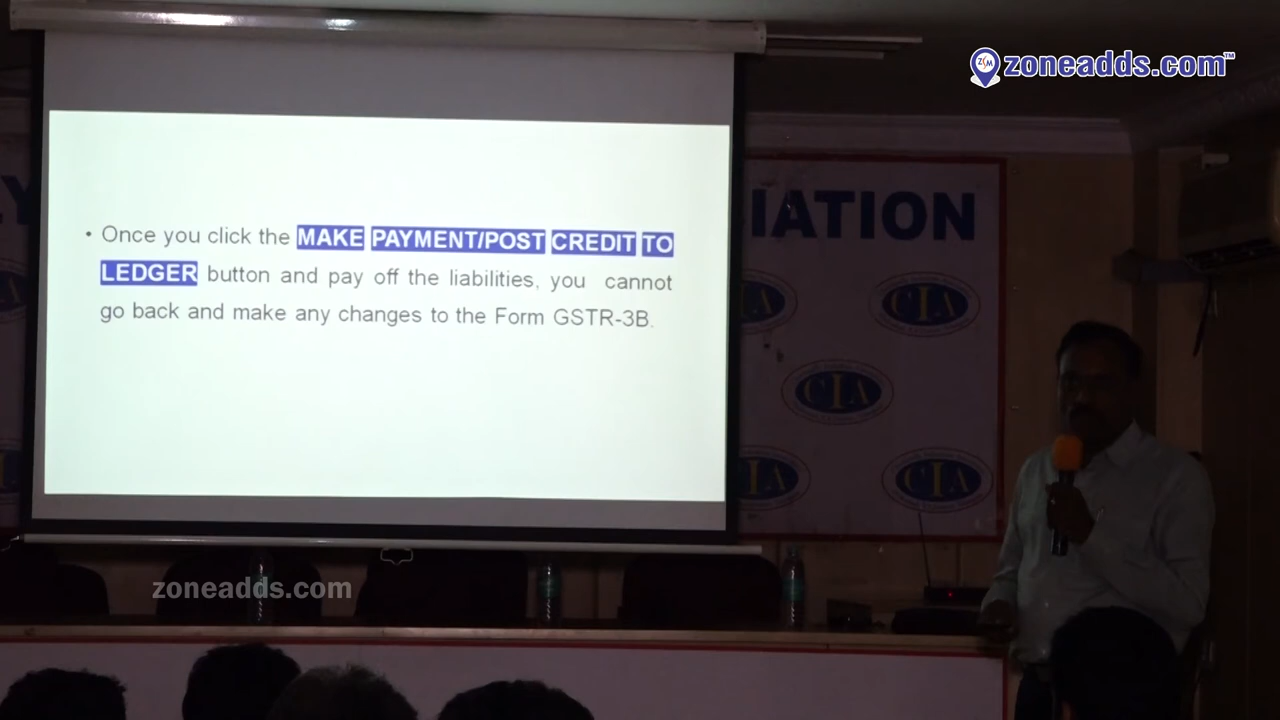 zoneadds.com™
• Once you click the MAKE PAYMENT/POST CREDIT TO
LEDGER button and pay off the liabilities, you cannot
go back and make any changes to the Form GSTR-3B.
IATION
CIA
CIA
CIA
CIA
CIA
zoneadds.com